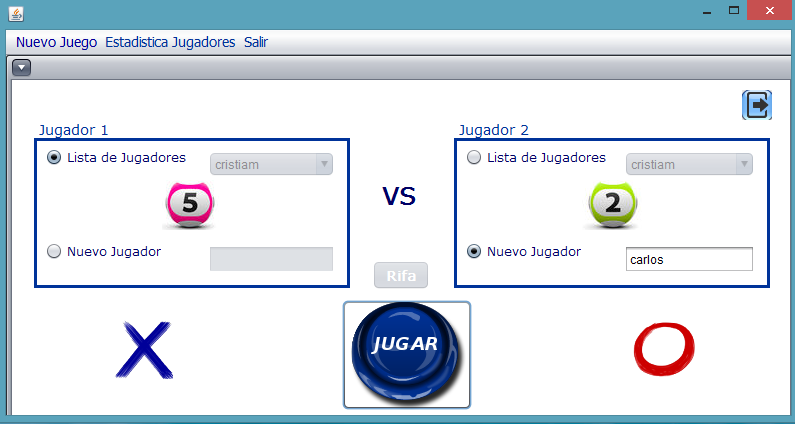 Nuevo Juego Estadistica Jugadores Salir
Jugador 1
Lista de Jugadores cristiam
5
Nuevo Jugador
VS
Rifa
Jugador 2
Lista de Jugadores cristiam
2
Nuevo Jugador carlos
X
JUGAR
O